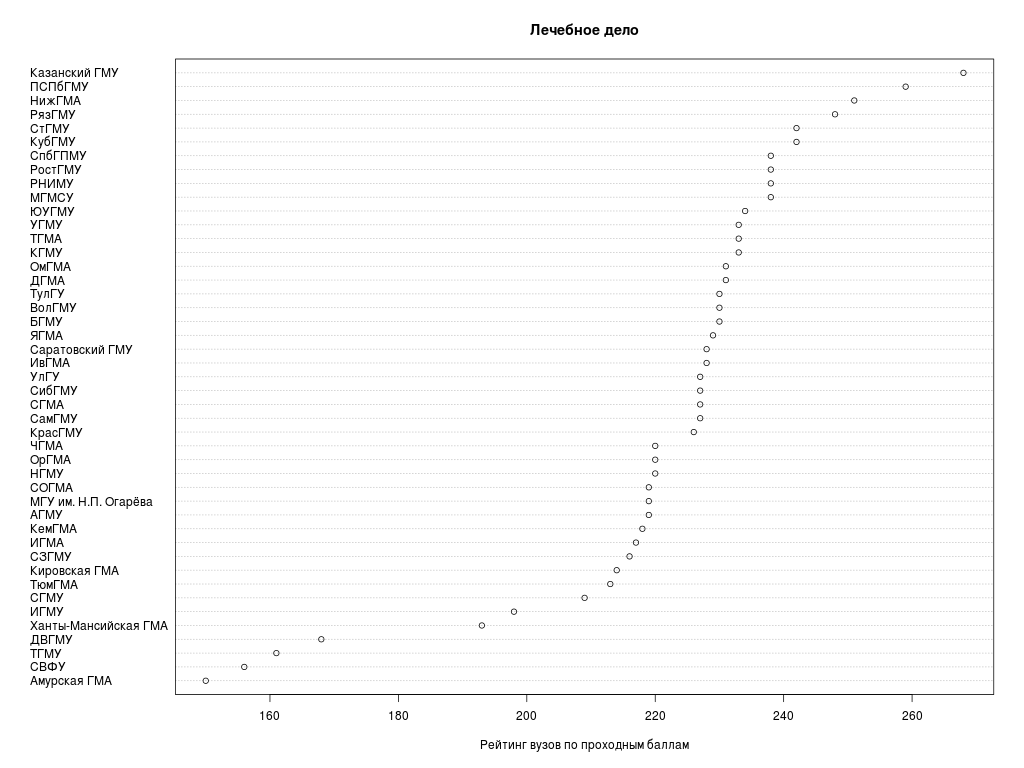 Лечебное дело
Казанский ГМУ
ПСПбГМУ
НижГМА
РязГМУ
СтГМУ
КубГМУ
СпбГПМУ
РостГМУ
РНИМУ
МГМСУ
ЮУГМУ
УГМУ
ТГМА
КГМУ
ОмГМА
ДГМА
ТулГУ
ВолГМУ
БГМУ
ЯГМА
Саратовский ГМУ
ИвГМА
УлГУ
СибГМУ
СГМА
СамГМУ
КрасГМУ
ЧГМА
ОрГМА
НГМУ
СОГМА
МГУ им. Н.П. Огарёва
АГМУ
КемГМА
ИГМА
СЗГМУ
Кировская ГМА
ТюмГМА
СГМУ
ИГМУ
Ханты-Мансийская ГМА
ДВГМУ
ТГМУ
СВФУ
Амурская ГМА
160 180 200 220 240 260
Рейтинг вузов по проходным баллам